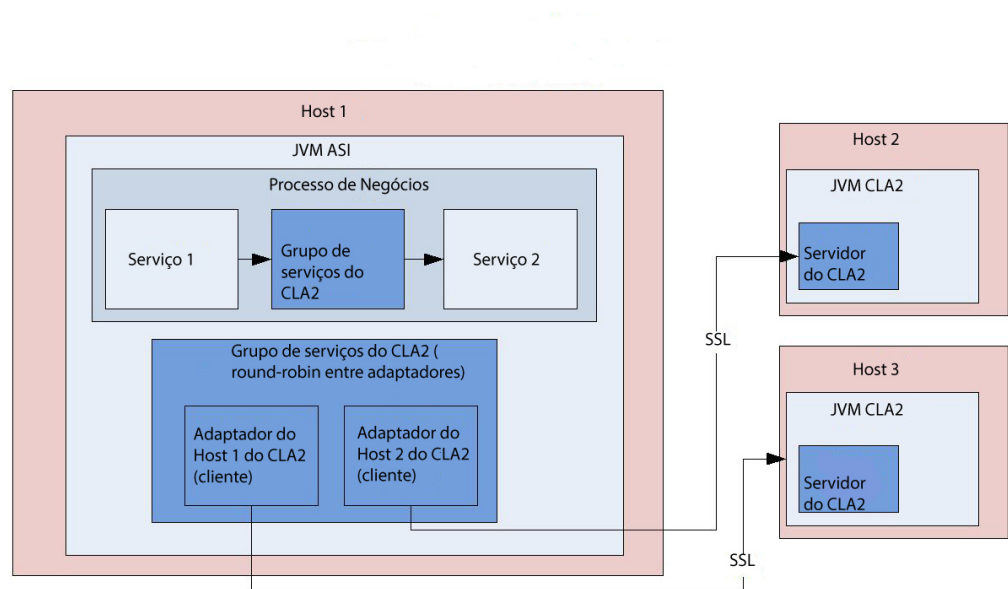 Host 1
JVM ASI
Processo de Negócios
Serviço 1
Grupo de
serviços do
CLA2
Serviço 2
Grupo de serviços do CLA2 (
round-robin entre adaptadores)
Adaptador do
Host 1 do CLA2
(cliente)
Adaptador do
Host 2 do CLA2
(cliente)
SSL
SSL
Host 2
JVM CLA2
Servidor
do CLA2
Host 3
JVM CLA2
Servidor
do CLA2